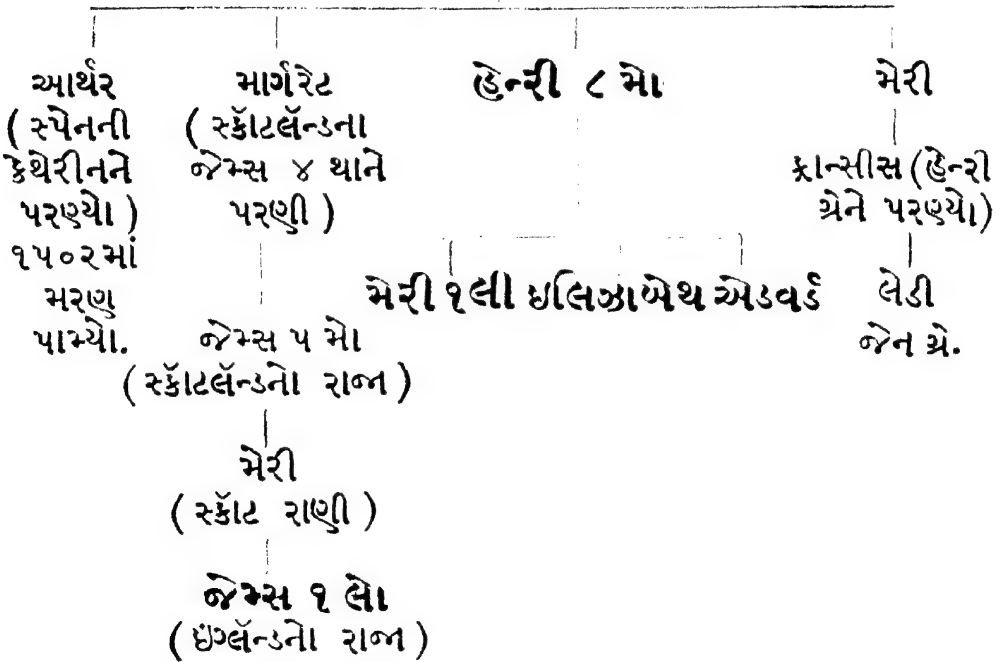 આર્થર માર્ગરેટ હેન્રી ૮ મો મેરી
( સ્પેનની ( સ્કૉટલૅન્ડના
કેથેરીનને જેમ્સ ૪ થાને ફ્રાન્સીસ (હેન્રી
પરણ્યો ) પરણી ) ગ્રેને પરણ્યો)
૧૫૦૨માં
મરણ મેરી ૧લી ઇલિઝાબેથ એડવર્ડ લેડી
પામ્યો. જેમ્સ ૫ મો જેન ગ્રે.
( સ્કૉટલૅન્ડનો રાજા )
મેરી
( સ્કૉટ રાણી )
જેમ્સ ૧ લો
( ઇંગ્લૅન્ડનો રાજા )